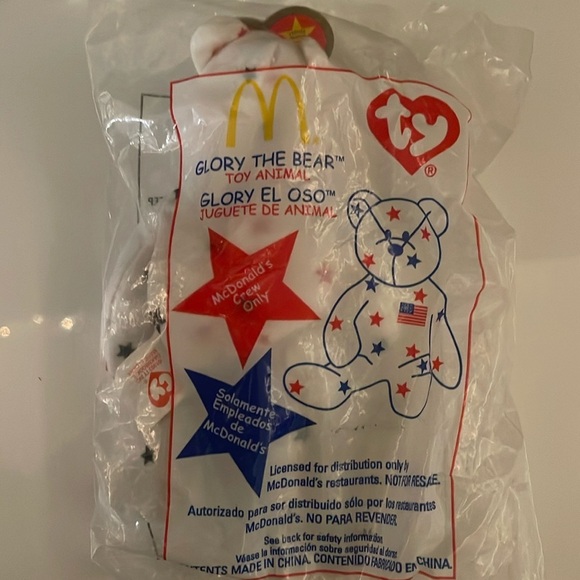 ty
®
GLORY THE BEAR™
TOY ANIMAL
GLORY EL OSO™
JUGUETE DE ANIMAL
McDonald's
Crew
Only
Solamente
Empleados
de
McDonald's
Licensed for distribution only by
McDonald's restaurants. NOT FOR RESALE.
Autorizado para ser distribuido sólo por los restaurantes
McDonald's. NO PARA REVENDER.
See back for safety information
Véase la información sobre seguridad al dorso
CONTENTS MADE IN CHINA. CONTENIDO FABRICADO EN CHINA.